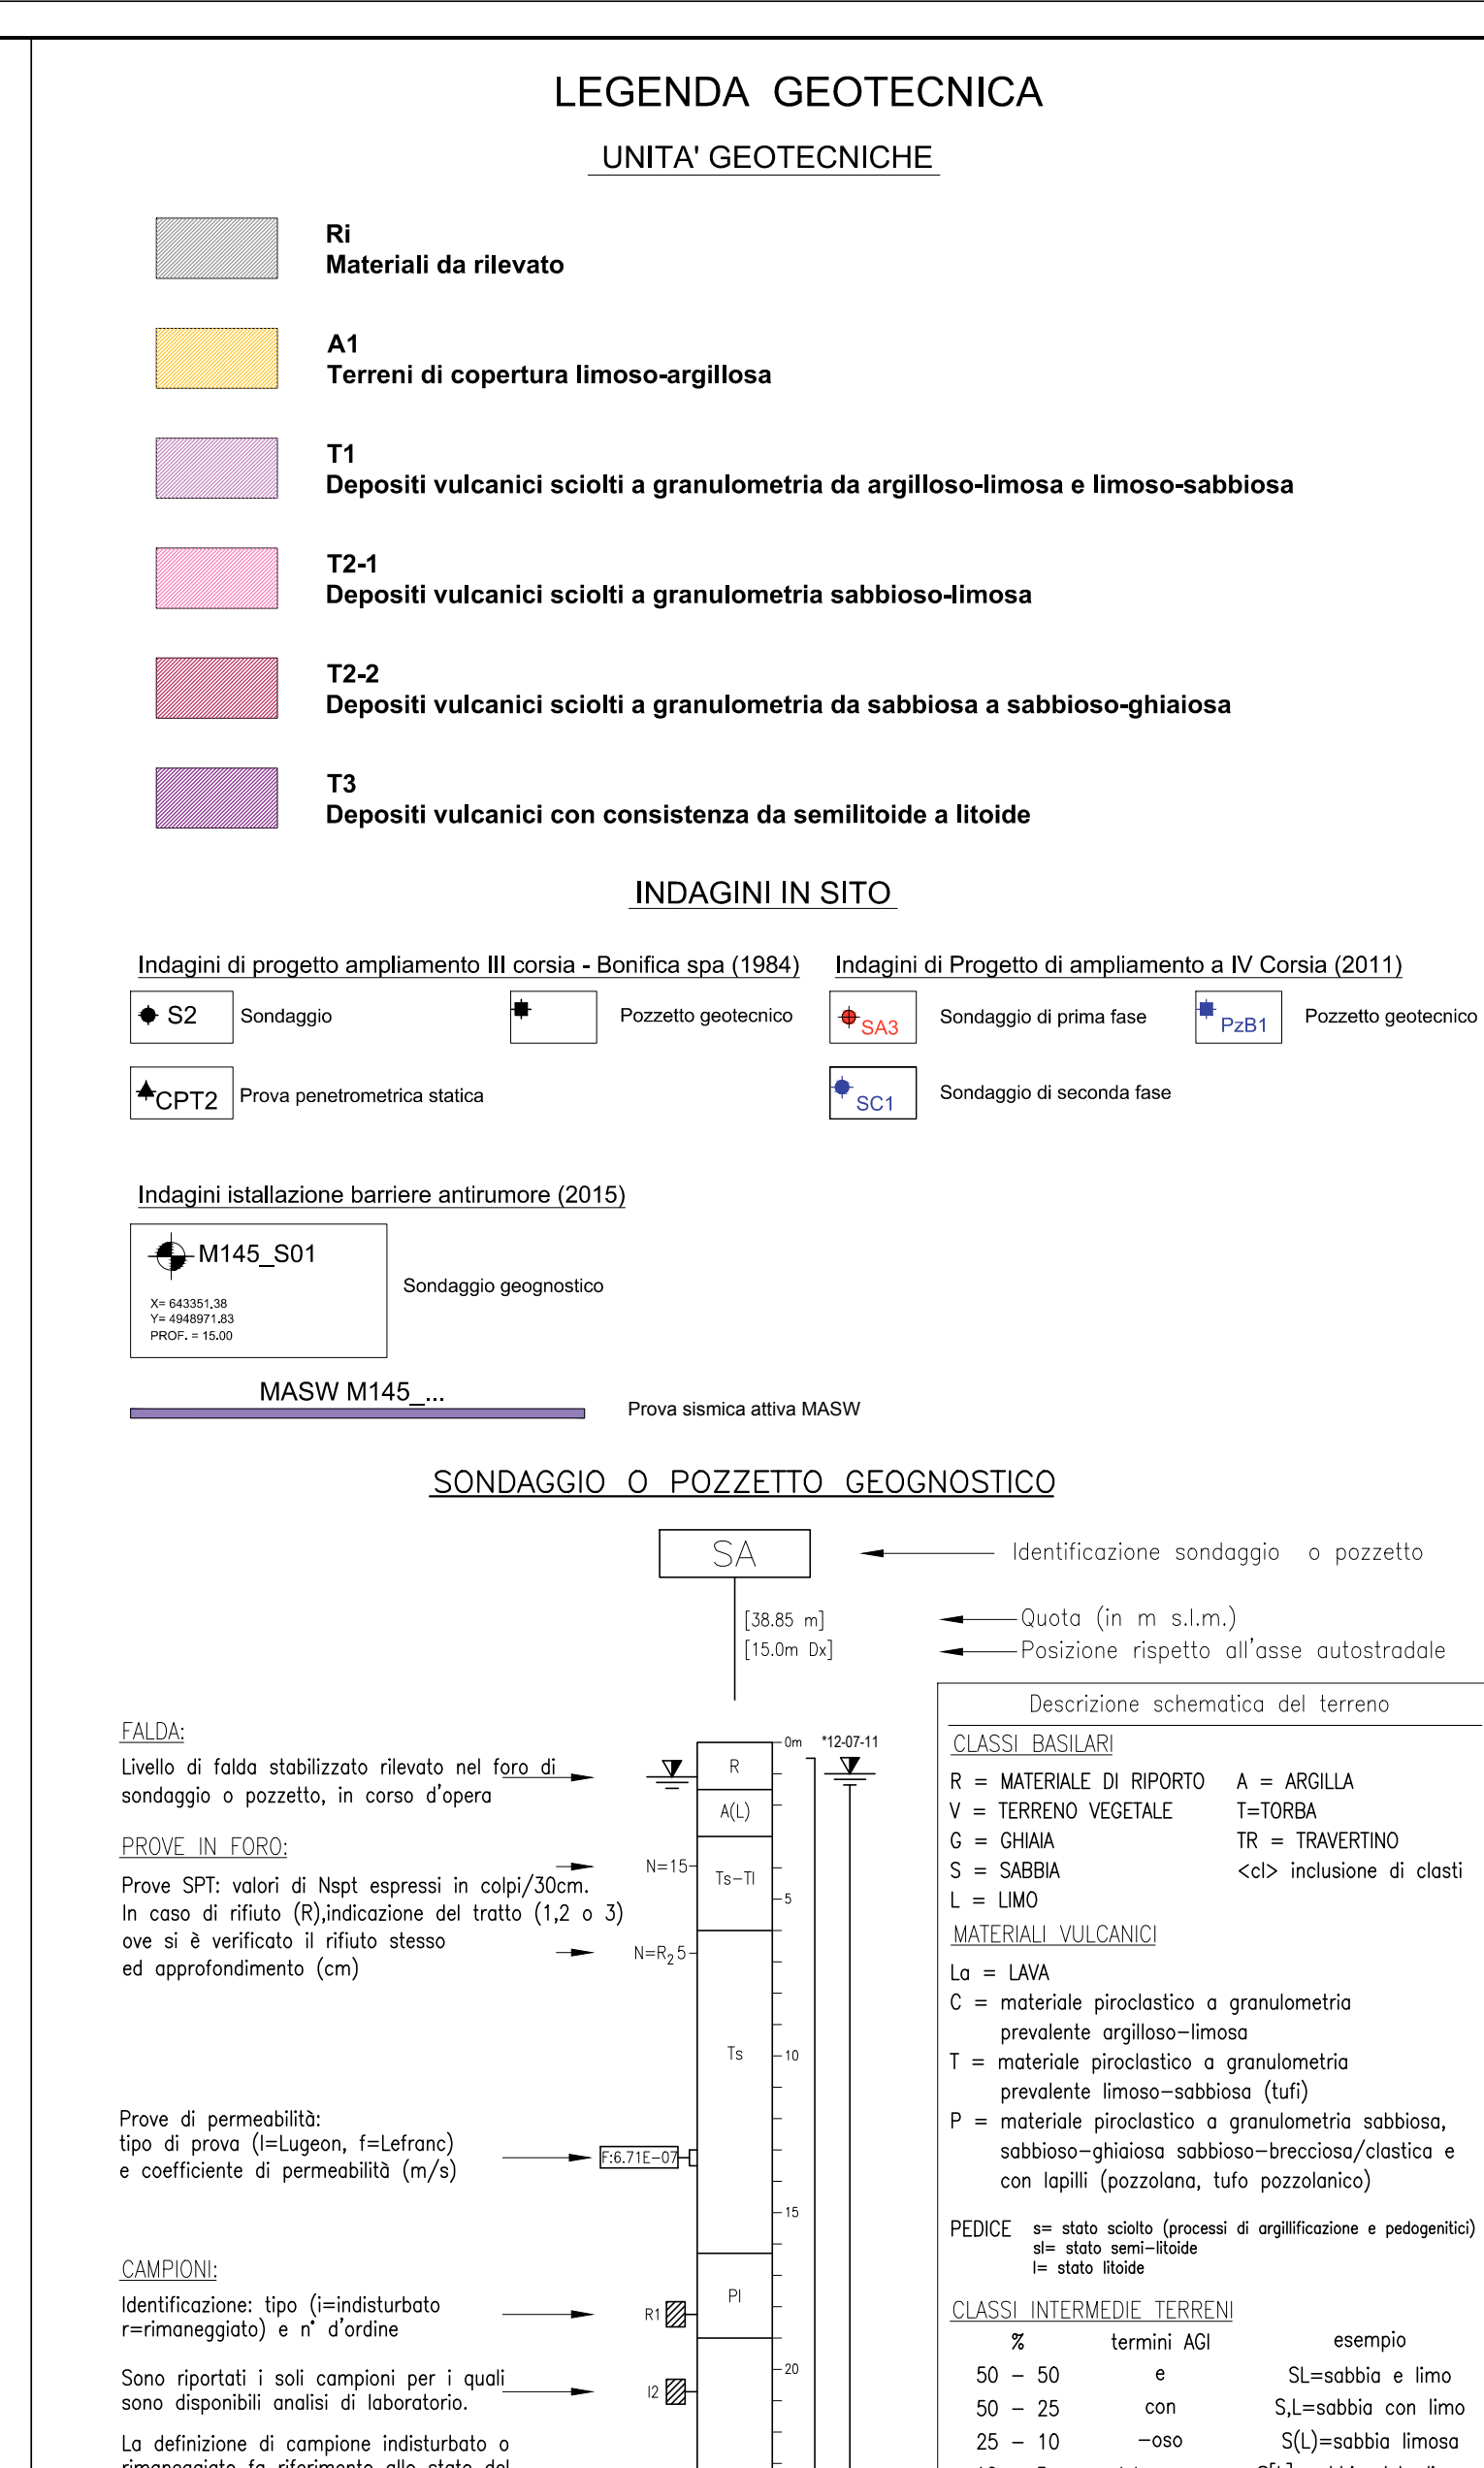 LEGENDA GEOTECNICA
UNITA' GEOTECNICHE
Ri
Materiali da rilevato
A1
Terreni di copertura limoso-argillosa
T1
Depositi vulcanici sciolti a granulometria da argilloso-limosa e limoso-sabbiosa
T2-1
Depositi vulcanici sciolti a granulometria sabbioso-limosa
T2-2
Depositi vulcanici sciolti a granulometria da sabbiosa a sabbioso-ghiaiosa
T3
Depositi vulcanici con consistenza da semilitoide a litoide
INDAGINI IN SITO
Indagini di progetto ampliamento III corsia - Bonifica spa (1984)
S2 Sondaggio
Pozzetto geotecnico
CPT2 Prova penetrometrica statica
Indagini di Progetto di ampliamento a IV Corsia (2011)
SA3 Sondaggio di prima fase
PzB1 Pozzetto geotecnico
SC1 Sondaggio di seconda fase
Indagini istallazione barriere antirumore (2015)
M145_S01
X= 643351.38
Y= 4948971.83
PROF. = 15.00
Sondaggio geognostico
MASW M145_...
Prova sismica attiva MASW
SONDAGGIO O POZZETTO GEOGNOSTICO
SA
Identificazione sondaggio o pozzetto
[38.85 m]
Quota (in m s.l.m.)
[15.0m Dx]
Posizione rispetto all'asse autostradale
FALDA:
Livello di falda stabilizzato rilevato nel foro di
sondaggio o pozzetto, in corso d'opera
PROVE IN FORO:
Prove SPT: valori di Nspt espressi in colpi/30cm.
In caso di rifiuto (R),indicazione del tratto (1,2 o 3)
ove si è verificato il rifiuto stesso
ed approfondimento (cm)
Prove di permeabilità:
tipo di prova (l=Lugeon, f=Lefranc)
e coefficiente di permeabilità (m/s)
CAMPIONI:
Identificazione: tipo (i=indisturbato
r=rimaneggiato) e n° d'ordine
Sono riportati i soli campioni per i quali
sono disponibili analisi di laboratorio.
La definizione di campione indisturbato o
rimaneggiato fa riferimento allo stato del
0m
*12-07-11
R
A(L)
N=15
Ts-Tl
5
N=R2 5
Ts
10
F:6.71E-07
15
Pl
R1
20
I2
Descrizione schematica del terreno
CLASSI BASILARI
R = MATERIALE DI RIPORTO A = ARGILLA
V = TERRENO VEGETALE T=TORBA
G = GHIAIA TR = TRAVERTINO
S = SABBIA <cl> inclusione di clasti
L = LIMO
MATERIALI VULCANICI
La = LAVA
C = materiale piroclastico a granulometria
prevalente argilloso-limosa
T = materiale piroclastico a granulometria
prevalente limoso-sabbiosa (tufi)
P = materiale piroclastico a granulometria sabbiosa,
sabbioso-ghiaiosa sabbioso-brecciosa/clastica e
con lapilli (pozzolana, tufo pozzolanico)
PEDICE s= stato sciolto (processi di argillificazione e pedogenitici)
sl= stato semi-litoide
l= stato litoide
CLASSI INTERMEDIE TERRENI
% termini AGI esempio
50 - 50 e SL=sabbia e limo
50 - 25 con S,L=sabbia con limo
25 - 10 -oso S(L)=sabbia limosa